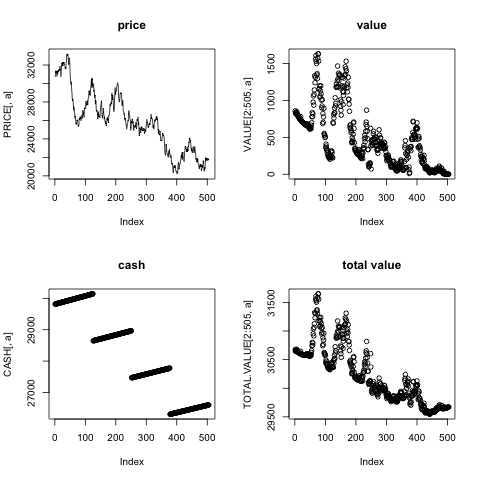 price
PRICE[, a]
20000 24000 28000 32000
0 100 200 300 400 500
Index
value
VALUE[2:505, a]
0 500 1000 1500
0 100 200 300 400 500
Index
cash
CASH[, a]
27000 29000
0 100 200 300 400 500
Index
total value
TOTAL.VALUE[2:505, a]
29500 30500 31500
0 100 200 300 400 500
Index